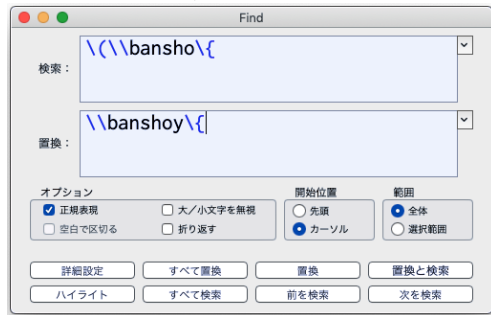 Find
検索：
\(\\bansho\{
置換：
\\banshoy\{
オプション
正規表現
大／小文字を無視
空白で区切る
折り返す
開始位置
先頭
カーソル
範囲
全体
選択範囲
詳細設定
すべて置換
置換
置換と検索
ハイライト
すべて検索
前を検索
次を検索